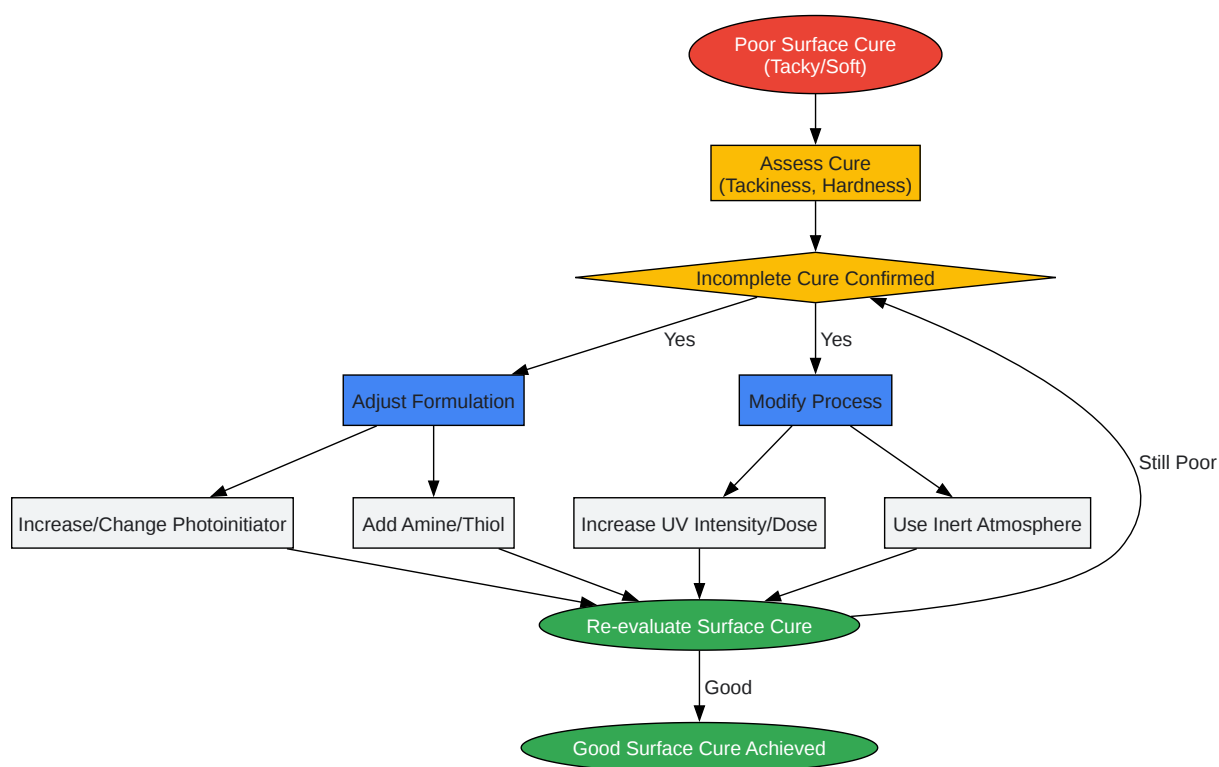 Poor Surface Cure
(Tacky/Soft)
Assess Cure
(Tackiness, Hardness)
Incomplete Cure Confirmed
Yes
Yes
Adjust Formulation
Modify Process
Still Poor
Increase/Change Photoinitiator
Add Amine/Thiol
Increase UV Intensity/Dose
Use Inert Atmosphere
Re-evaluate Surface Cure
Good
Good Surface Cure Achieved